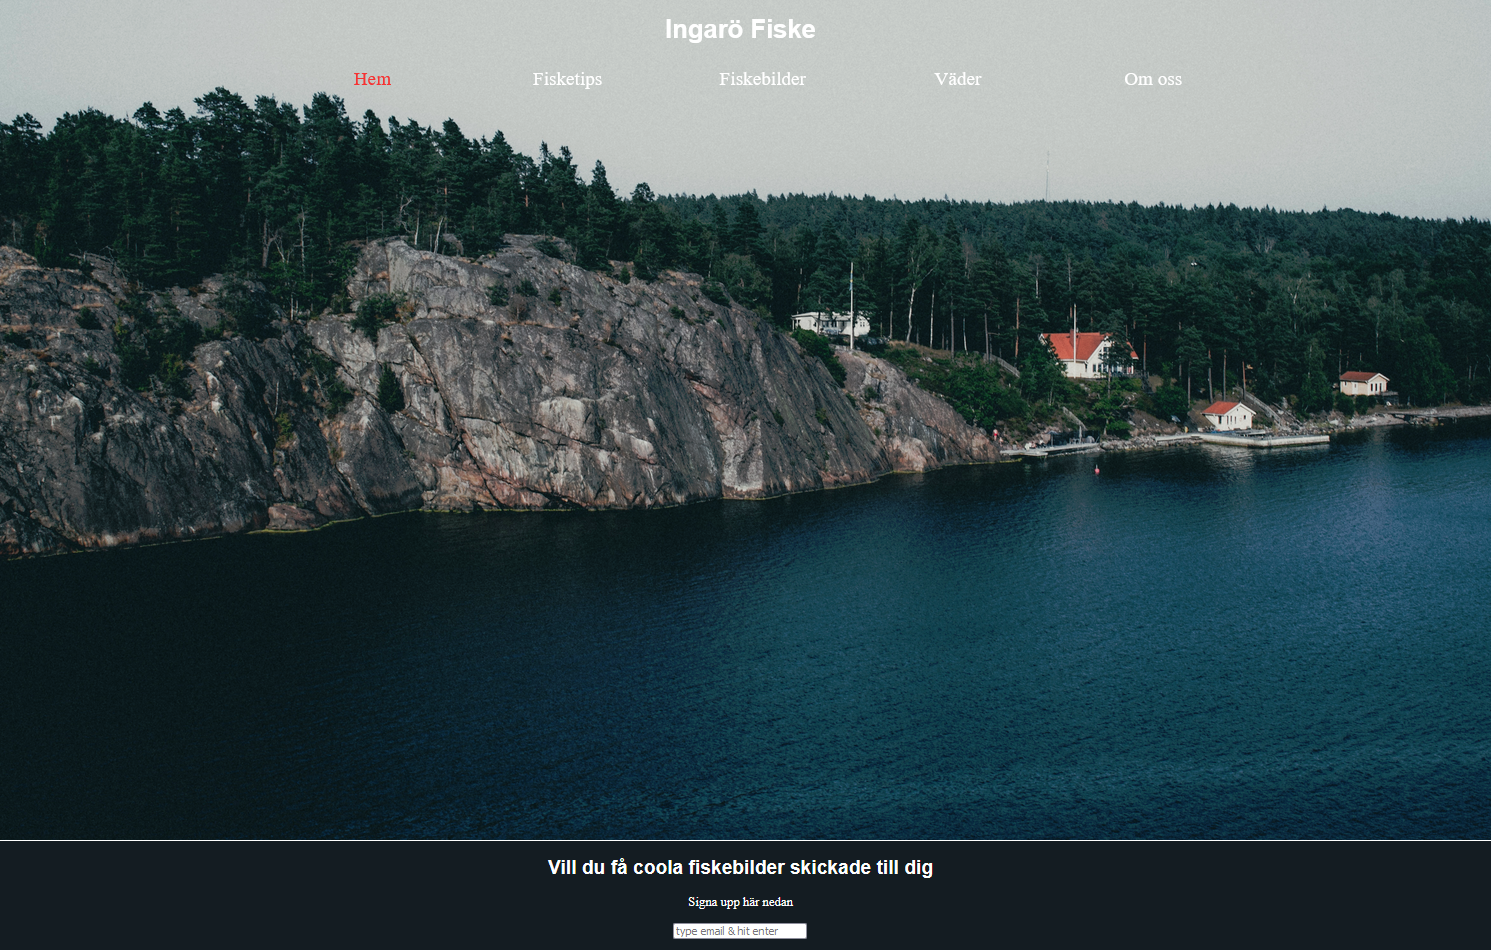 Ingarö Fiske
Hem Fisketips Fiskebilder Väder Om oss
Vill du få coola fiskebilder skickade till dig
Signa upp här nedan
type email & hit enter